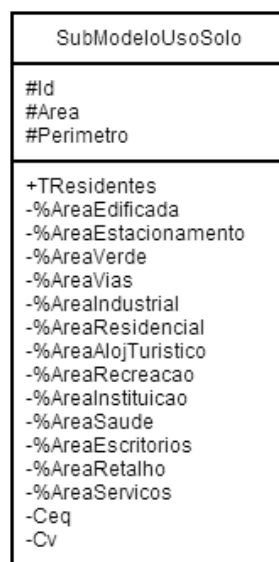 SubModeloUsoSolo
#Id
#Area
#Perimetro
+TResidentes
-%AreaEdificada
-%AreaEstacionamento
-%AreaVerde
-%AreaVias
-%AreaIndustrial
-%AreaResidencial
-%AreaAlojTuristico
-%AreaRecreacao
-%AreaInstituicao
-%AreaSaude
-%AreaEscritorios
-%AreaRetalho
-%AreaServicos
-Ceq
-Cv